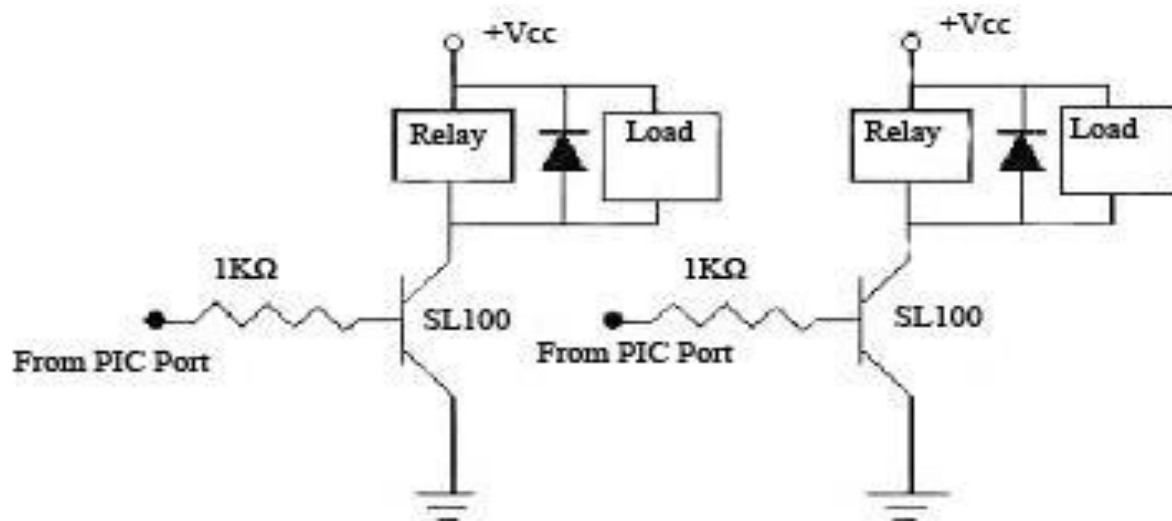 +Vcc
Relay
Load
1KΩ
SL100
From PIC Port
+Vcc
Relay
Load
1KΩ
SL100
From PIC Port